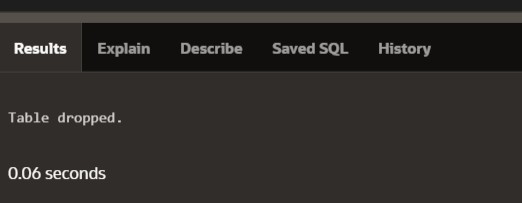 Results Explain Describe Saved SQL History
Table dropped.
0.06 seconds